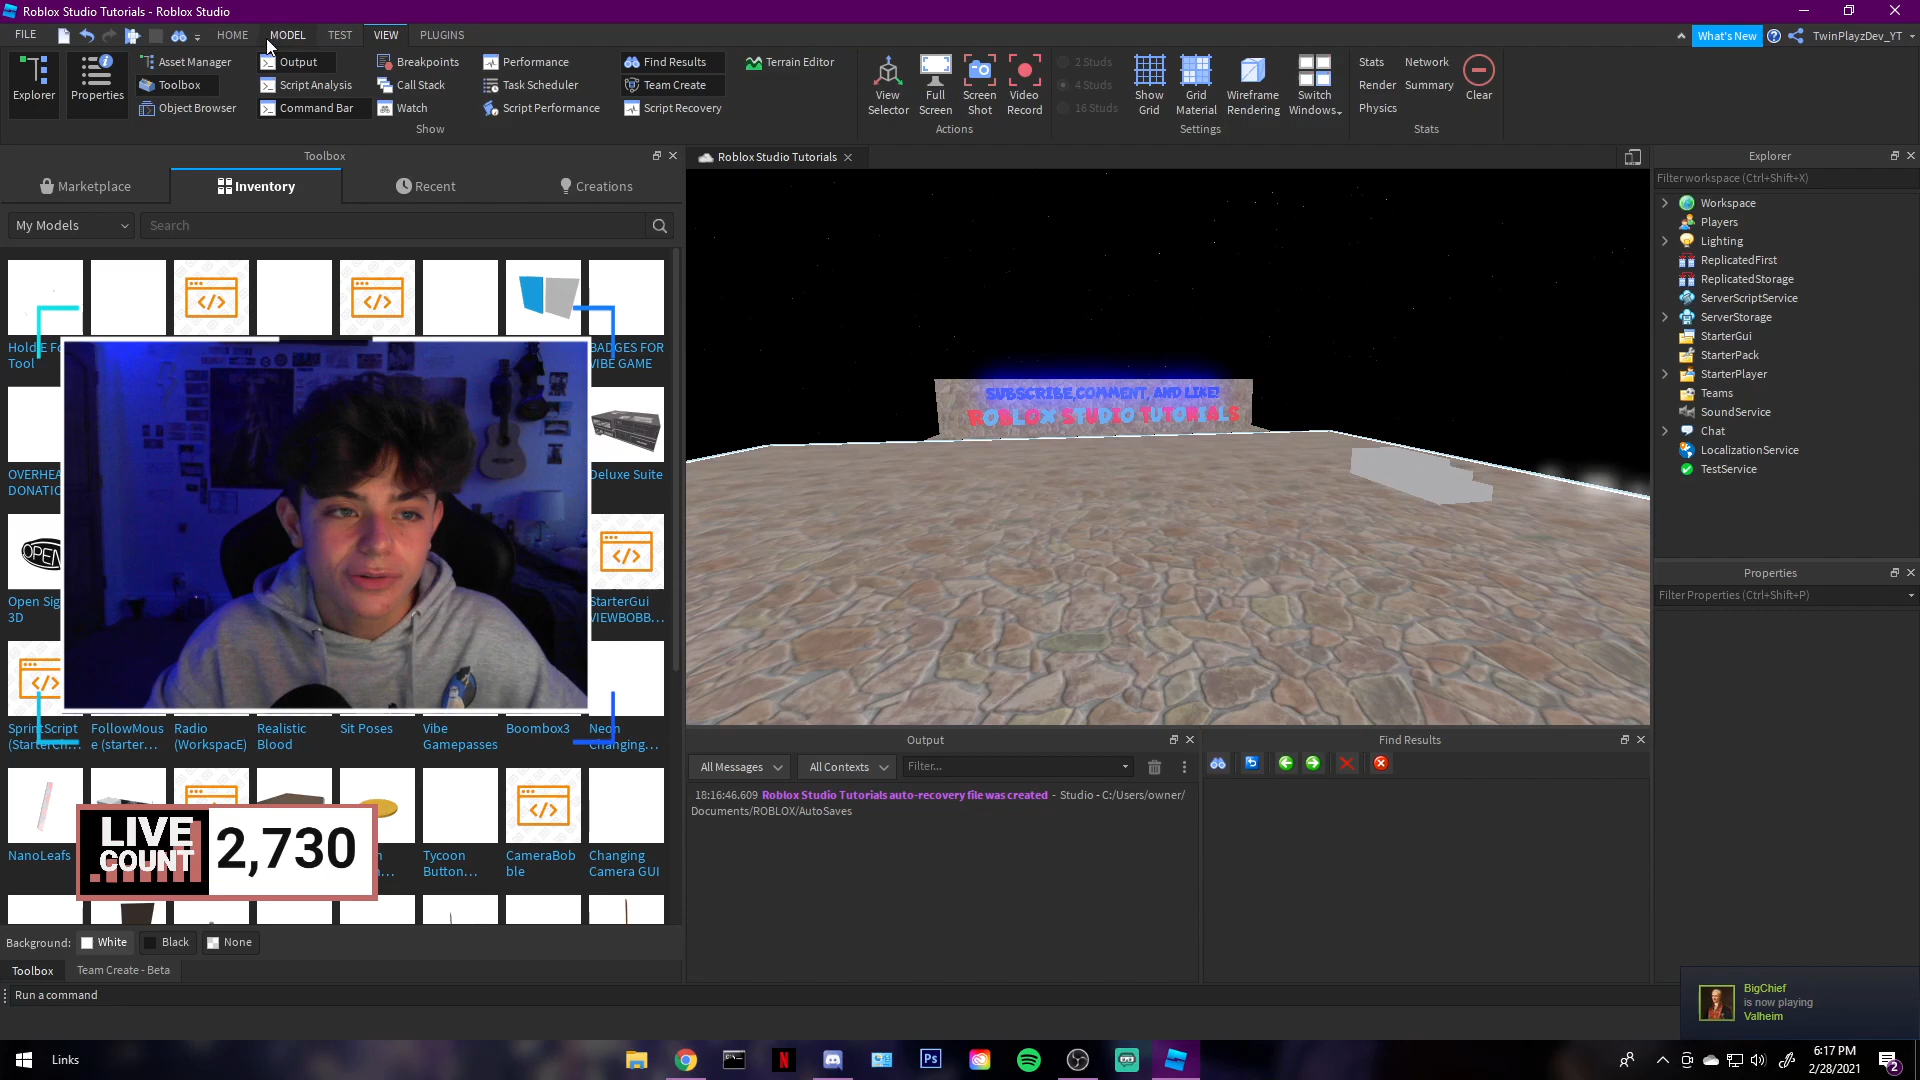 Roblox Studio Tutorials - Roblox Studio
FILE HOME MODEL TEST VIEW PLUGINS
What's New TwinPlayzDev_YT
Explorer Properties
Asset Manager
Toolbox
Object Browser
Output
Script Analysis
Command Bar
Breakpoints
Call Stack
Watch
Performance
Task Scheduler
Script Performance
Find Results
Team Create
Script Recovery
Terrain Editor
Show
View Selector
Full Screen
Screen Shot
Video Record
Actions
2 Studs
4 Studs
16 Studs
Show Grid
Grid Material
Wireframe Rendering
Switch Windows
Settings
Stats Network
Render Summary
Physics
Clear
Stats
Toolbox
Marketplace Inventory Recent Creations
My Models Search
Tool
BADGES FOR
VIBE GAME
DONATIO
Deluxe Suite
OPEN
Open Sig
3D
StarterGui
VIEWBOBB...
SprintScript
FollowMous
e (starter...
Radio
(WorkspacE)
Realistic
Blood
Sit Poses
Vibe
Gamepasses
Boombox3
Neon
Changing...
NanoLeafs
Tycoon
Button...
CameraBob
ble
Changing
Camera GUI
LIVE
COUNT
2,730
Background: White Black None
Toolbox Team Create - Beta
Run a command
Roblox Studio Tutorials
SUBSCRIBE,COMMENT, AND LIKE!
ROBLOX STUDIO TUTORIALS
Output
All Messages All Contexts Filter...
18:16:46.609 Roblox Studio Tutorials auto-recovery file was created - Studio - C:/Users/owner/
Documents/ROBLOX/AutoSaves
Find Results
Explorer
Filter workspace (Ctrl+Shift+X)
Workspace
Players
Lighting
ReplicatedFirst
ReplicatedStorage
ServerScriptService
ServerStorage
StarterGui
StarterPack
StarterPlayer
Teams
SoundService
Chat
LocalizationService
TestService
Properties
Filter Properties (Ctrl+Shift+P)
BigChief
is now playing
Valheim
Links
Ps
6:17 PM
2/28/2021
2